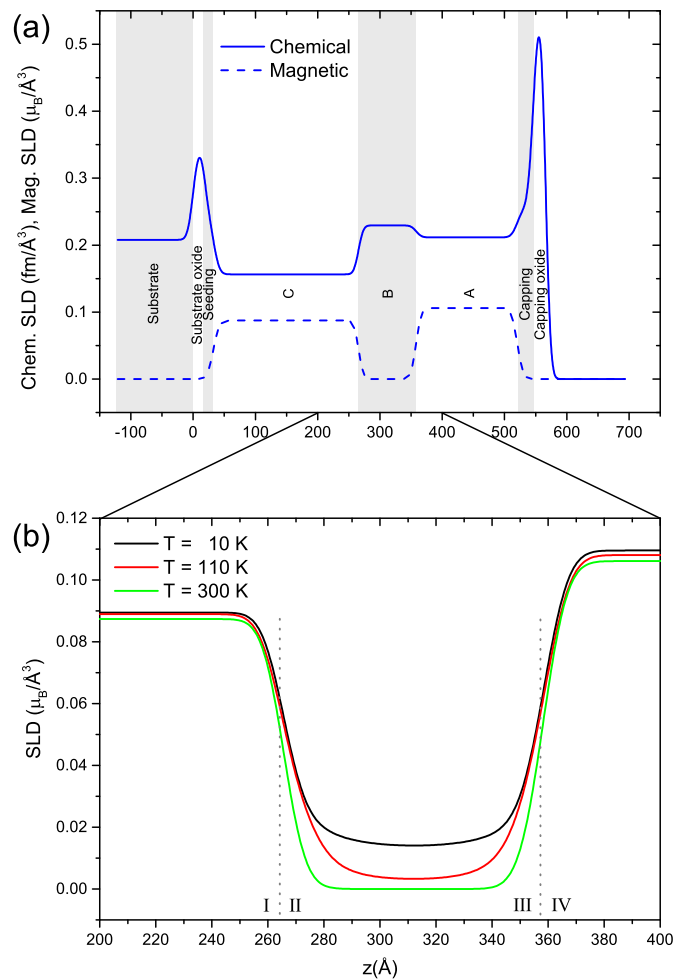 (a)
Chem. SLD (fm/Å³), Mag. SLD (μ_B/Å³)
0.5
0.4
0.3
0.2
0.1
0.0
Chemical
Magnetic
Substrate
Substrate oxide
Seeding
C
B
A
Capping
Capping oxide
-100 0 100 200 300 400 500 600 700
(b)
SLD (μ_B/Å³)
0.12
0.10
0.08
0.06
0.04
0.02
0.00
T = 10 K
T = 110 K
T = 300 K
I II III IV
200 220 240 260 280 300 320 340 360 380 400
z(Å)